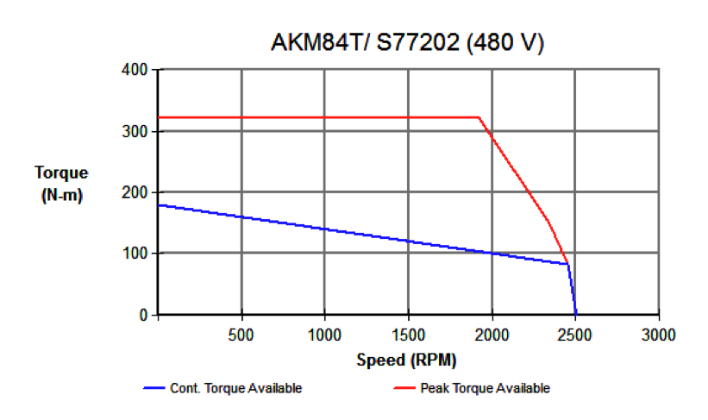 AKM84T/ S77202 (480 V)
400
300
Torque
(N-m)
200
100
0
500 1000 1500 2000 2500 3000
Speed (RPM)
Cont. Torque Available Peak Torque Available